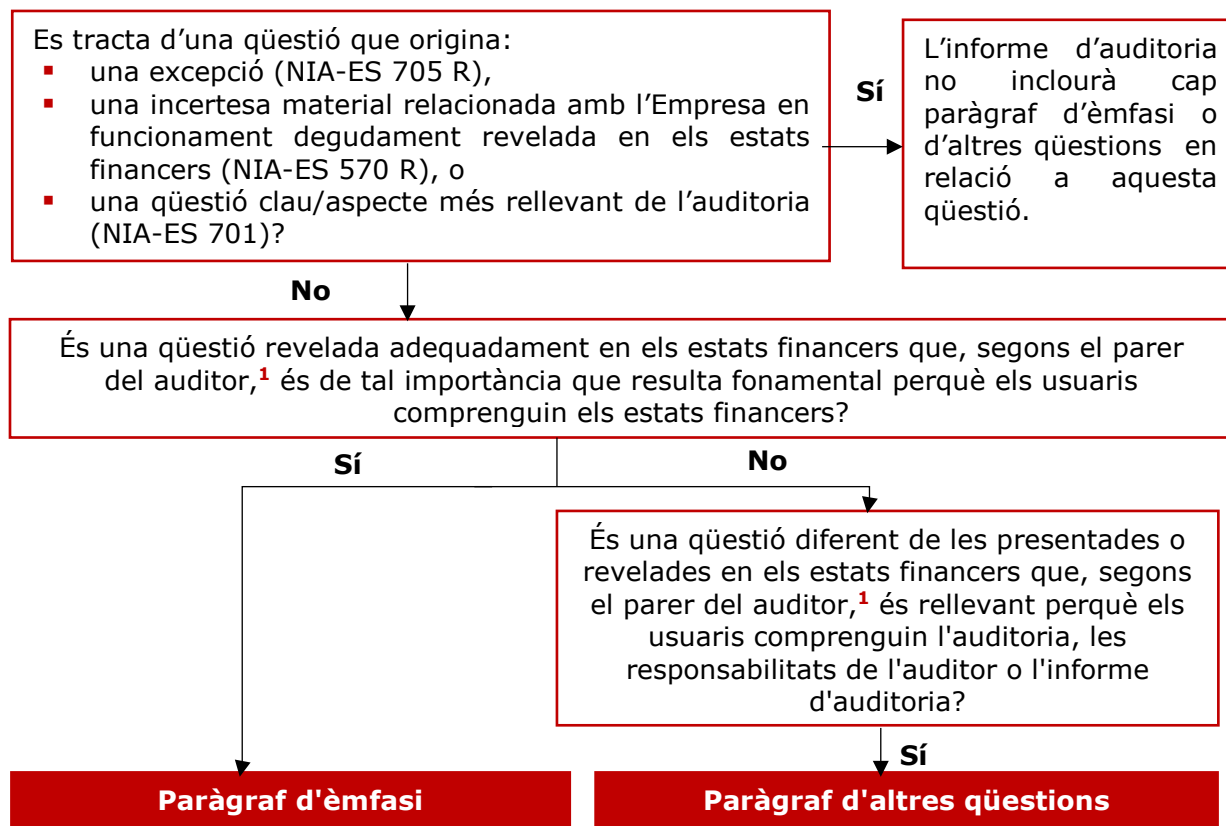 Es tracta d'una qüestió que origina:
▪ una excepció (NIA-ES 705 R),
▪ una incertesa material relacionada amb l'Empresa en
funcionament degudament revelada en els estats
financers (NIA-ES 570 R), o
▪ una qüestió clau/aspecte més rellevant de l'auditoria
(NIA-ES 701)?
Sí
L'informe d'auditoria
no inclourà cap
paràgraf d'èmfasi o
d'altres qüestions en
relació a aquesta
qüestió.
No
És una qüestió revelada adequadament en els estats financers que, segons el parer
del auditor,¹ és de tal importància que resulta fonamental perquè els usuaris
comprenguin els estats financers?
Sí
No
És una qüestió diferent de les presentades o
revelades en els estats financers que, segons
el parer del auditor,¹ és rellevant perquè els
usuaris comprenguin l'auditoria, les
responsabilitats de l'auditor o l'informe
d'auditoria?
Sí
Paràgraf d'èmfasi
Paràgraf d'altres qüestions